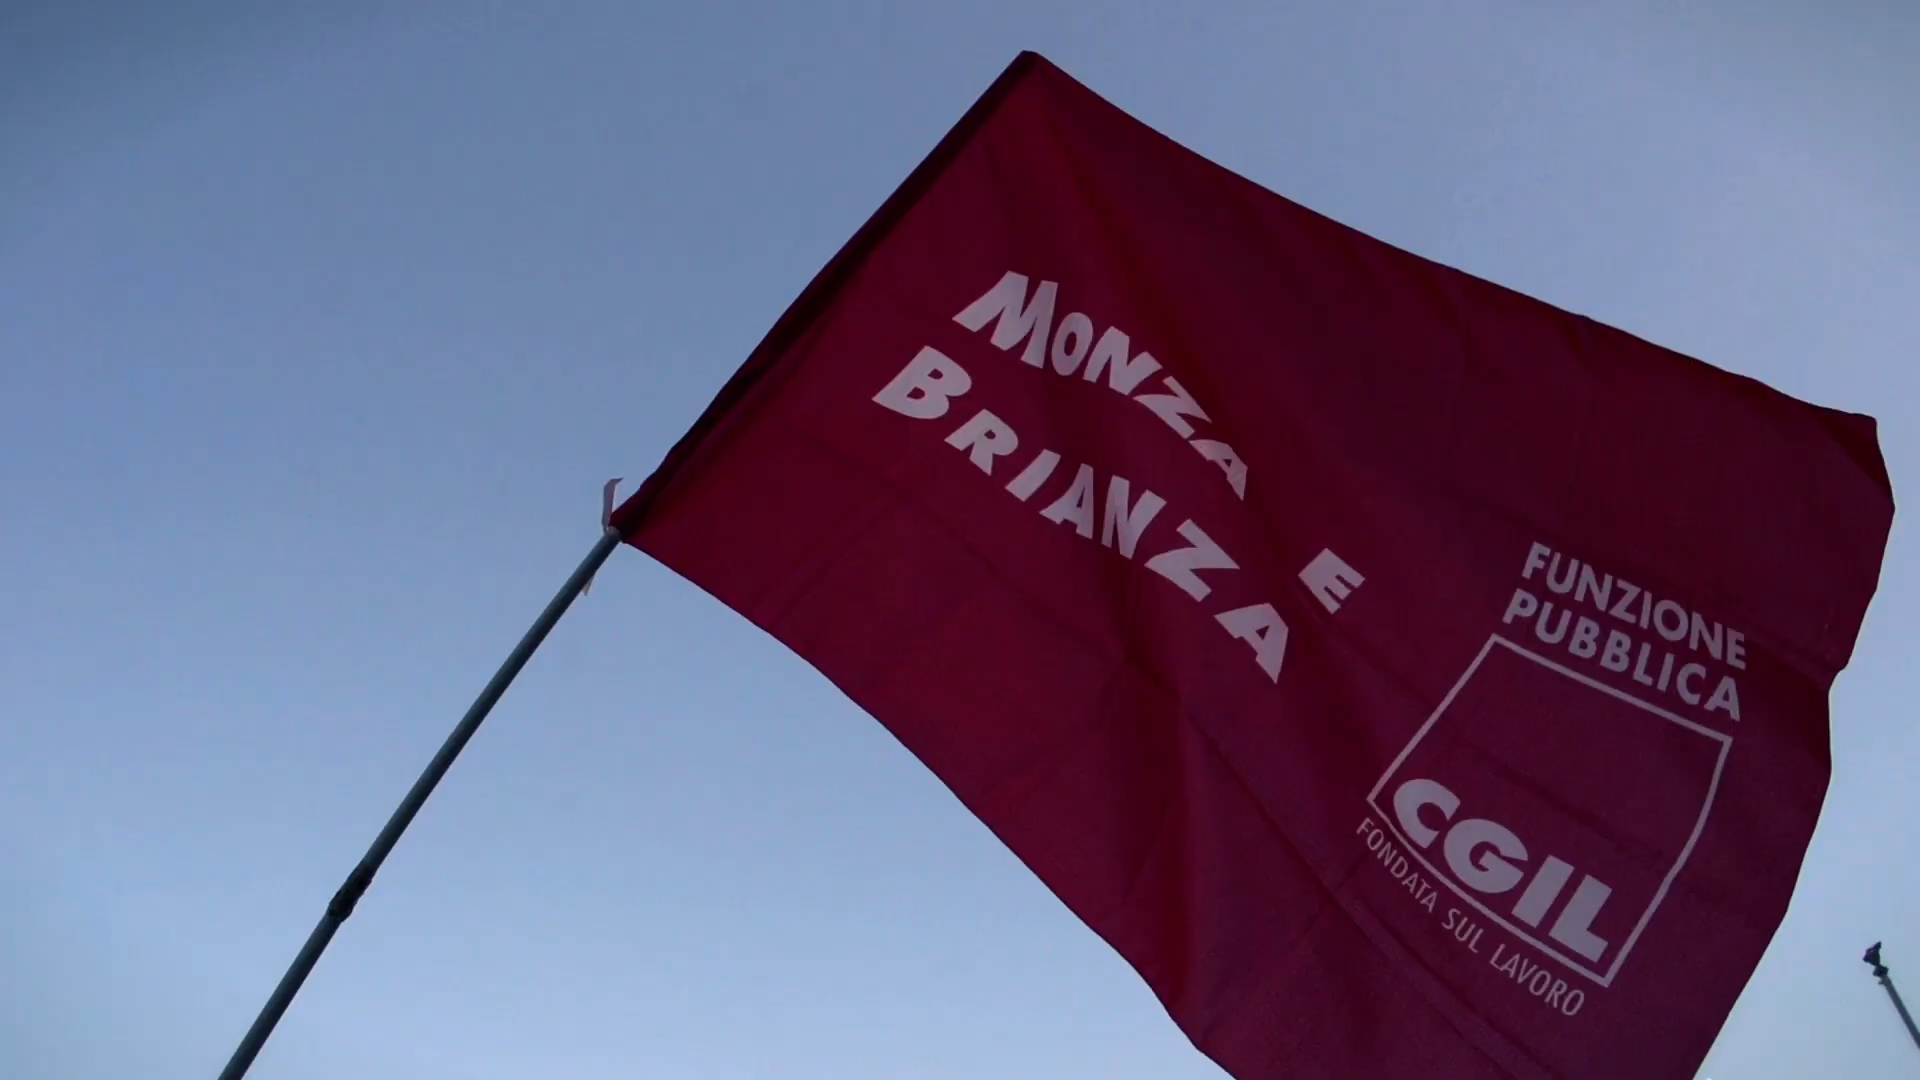 MONZA E
BRIANZA
FUNZIONE
PUBBLICA
CGIL
FONDATA SUL LAVORO